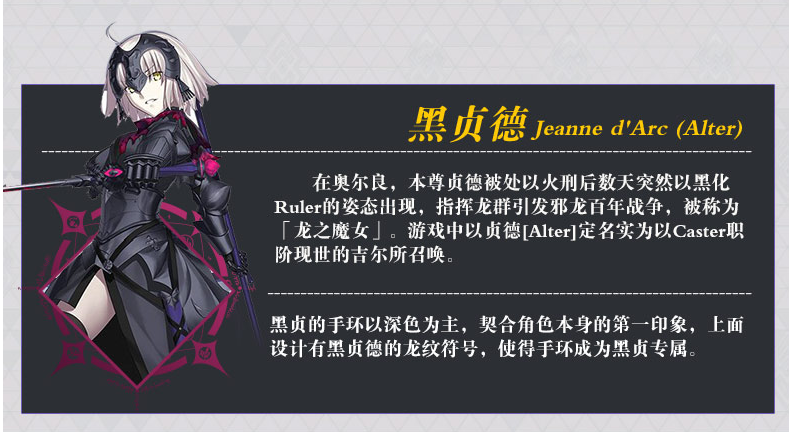 黑贞德 Jeanne d'Arc (Alter)
在奥尔良，本尊贞德被处以火刑后数天突然以黑化
Ruler的姿态出现，指挥龙群引发邪龙百年战争，被称为
「龙之魔女」。游戏中以贞德[Alter]定名实为以Caster职
阶现世的吉尔所召唤。
黑贞的手环以深色为主，契合角色本身的第一印象，上面
设计有黑贞德的龙纹符号，使得手环成为黑贞专属。